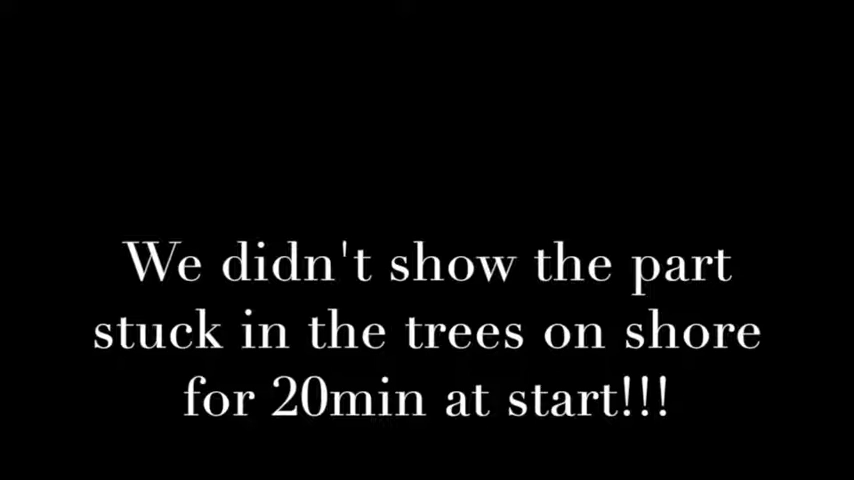 We didn't show the part
stuck in the trees on shore
for 20min at start!!!